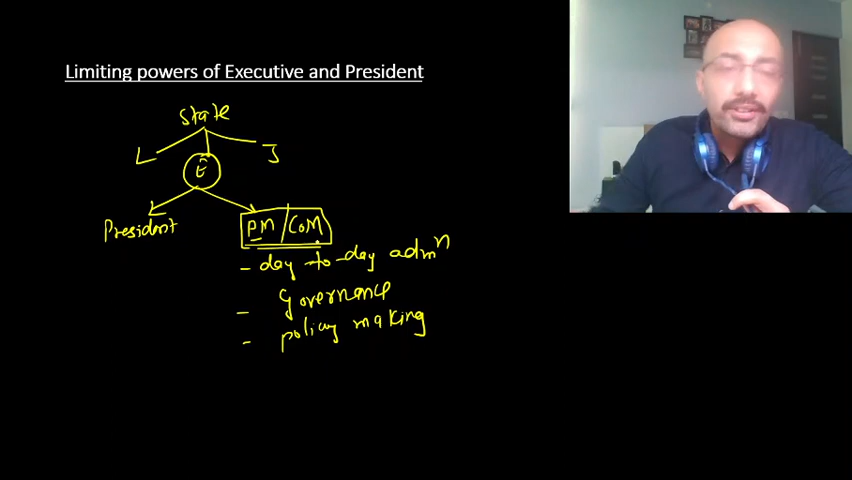 Limiting powers of Executive and President
State
L E J
President PM/COM
- day-to-day admn
- Governance
- policy making